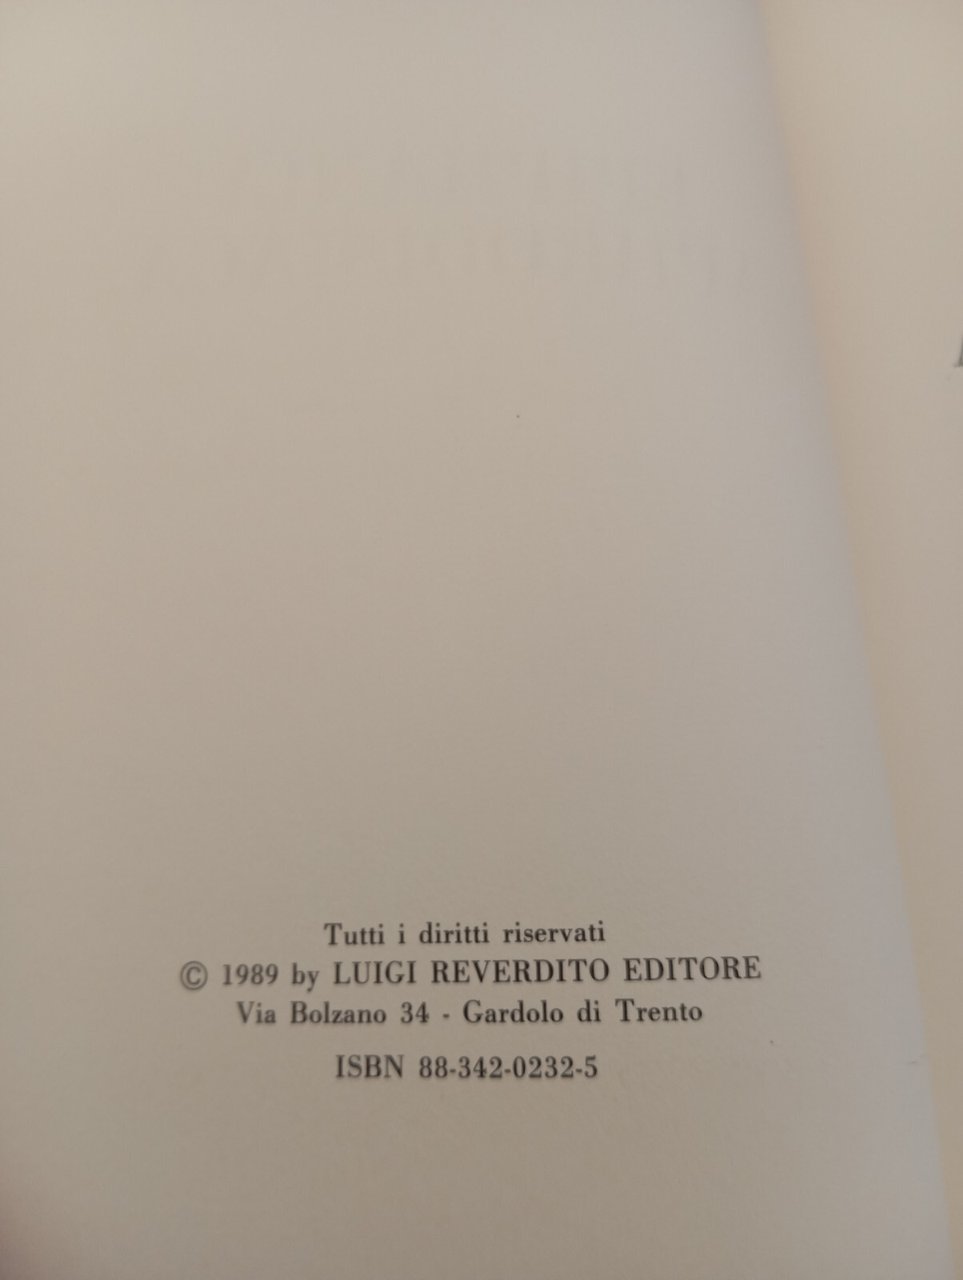 Tutti i diritti riservati
© 1989 by LUIGI REVERDITO EDITORE
Via Bolzano 34 - Gardolo di Trento
ISBN 88-342-0232-5